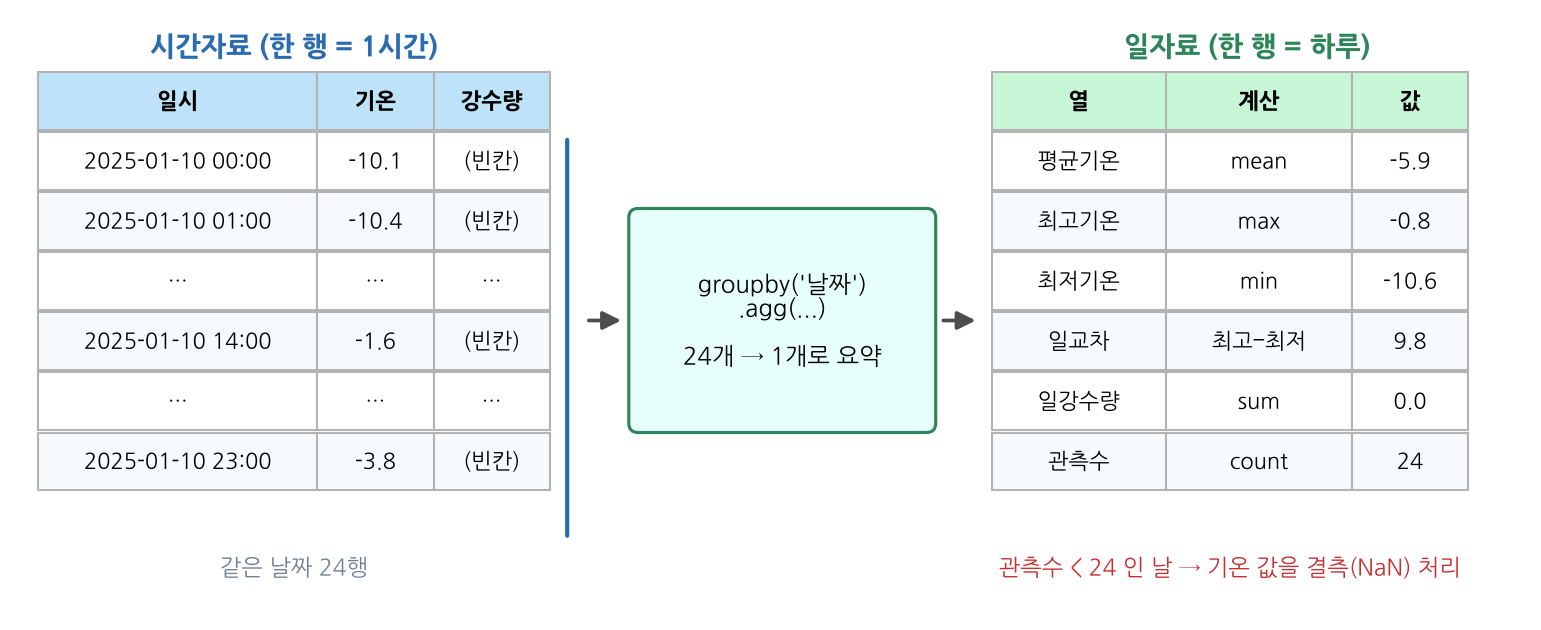 시간자료 (한 행 = 1시간)
일시 기온 강수량
2025-01-10 00:00 -10.1 (빈칸)
2025-01-10 01:00 -10.4 (빈칸)
... ... ...
2025-01-10 14:00 -1.6 (빈칸)
... ... ...
2025-01-10 23:00 -3.8 (빈칸)
같은 날짜 24행
groupby('날짜')
.agg(...)
24개 → 1개로 요약
일자료 (한 행 = 하루)
열 계산 값
평균기온 mean -5.9
최고기온 max -0.8
최저기온 min -10.6
일교차 최고−최저 9.8
일강수량 sum 0.0
관측수 count 24
관측수 < 24 인 날 → 기온 값을 결측(NaN) 처리